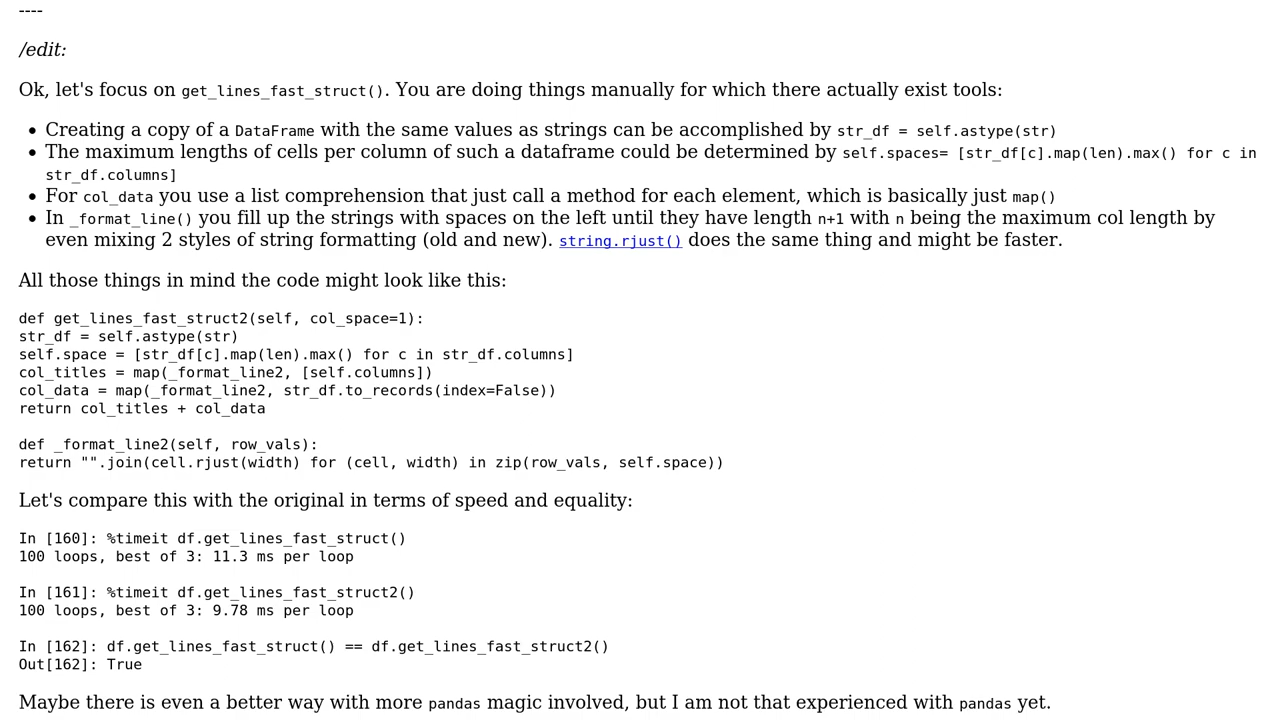 ----
/edit:
Ok, let's focus on get_lines_fast_struct(). You are doing things manually for which there actually exist tools:
• Creating a copy of a DataFrame with the same values as strings can be accomplished by str_df = self.astype(str)
• The maximum lengths of cells per column of such a dataframe could be determined by self.spaces= [str_df[c].map(len).max() for c in
str_df.columns]
• For col_data you use a list comprehension that just call a method for each element, which is basically just map()
• In _format_line() you fill up the strings with spaces on the left until they have length n+1 with n being the maximum col length by
even mixing 2 styles of string formatting (old and new). string.rjust() does the same thing and might be faster.
All those things in mind the code might look like this:
def get_lines_fast_struct2(self, col_space=1):
str_df = self.astype(str)
self.space = [str_df[c].map(len).max() for c in str_df.columns]
col_titles = map(_format_line2, [self.columns])
col_data = map(_format_line2, str_df.to_records(index=False))
return col_titles + col_data
def _format_line2(self, row_vals):
return "".join(cell.rjust(width) for (cell, width) in zip(row_vals, self.space))
Let's compare this with the original in terms of speed and equality:
In [160]: %timeit df.get_lines_fast_struct()
100 loops, best of 3: 11.3 ms per loop
In [161]: %timeit df.get_lines_fast_struct2()
100 loops, best of 3: 9.78 ms per loop
In [162]: df.get_lines_fast_struct() == df.get_lines_fast_struct2()
Out[162]: True
Maybe there is even a better way with more pandas magic involved, but I am not that experienced with pandas yet.